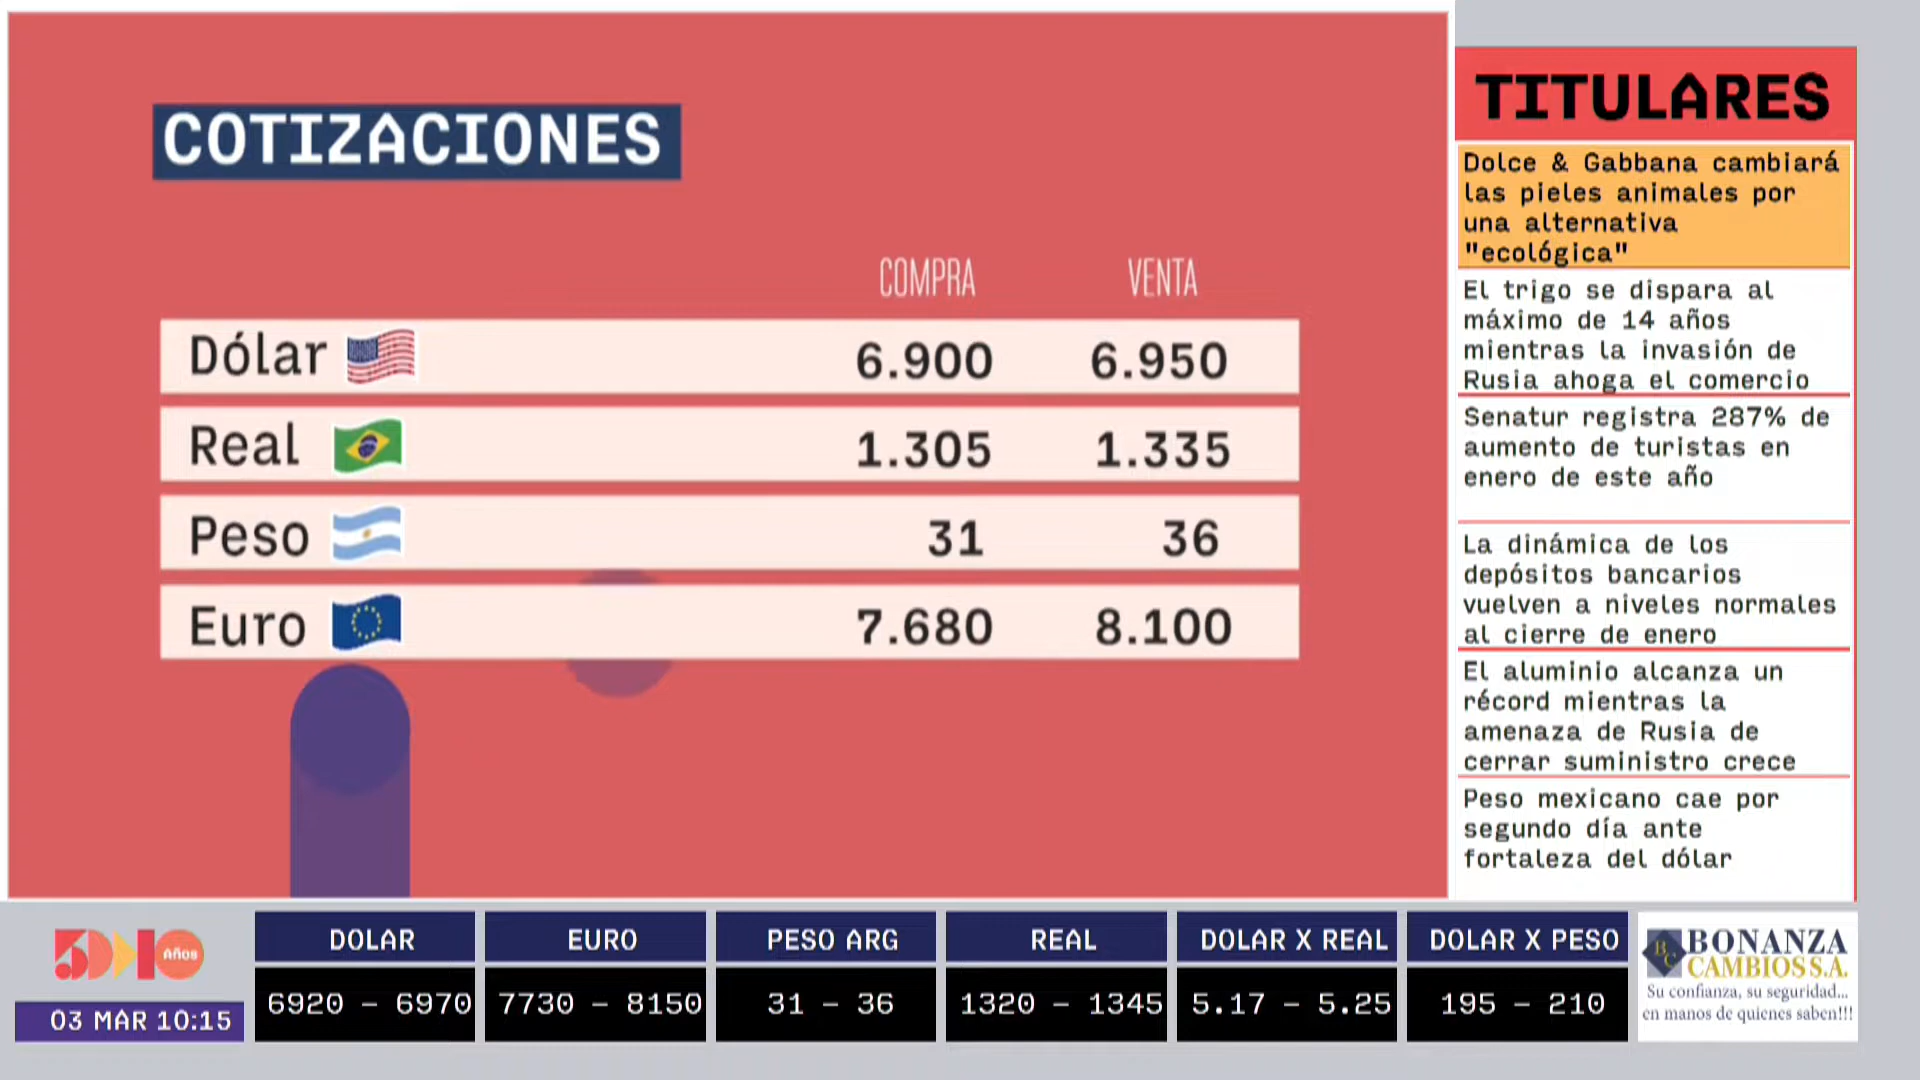 COTIZACIONES
COMPRA VENTA
Dólar 6.900 6.950
Real 1.305 1.335
Peso 31 36
Euro 7.680 8.100
TITULARES
Dolce & Gabbana cambiará
las pieles animales por
una alternativa
"ecológica"
El trigo se dispara al
máximo de 14 años
mientras la invasión de
Rusia ahoga el comercio
Senatur registra 287% de
aumento de turistas en
enero de este año
La dinámica de los
depósitos bancarios
vuelven a niveles normales
al cierre de enero
El aluminio alcanza un
récord mientras la
amenaza de Rusia de
cerrar suministro crece
Peso mexicano cae por
segundo día ante
fortaleza del dólar
5D10 Años
03 MAR 10:15
DOLAR EURO PESO ARG REAL DOLAR X REAL DOLAR X PESO
6920 - 6970 7730 - 8150 31 - 36 1320 - 1345 5.17 - 5.25 195 - 210
BC BONANZA
CAMBIOS S.A.
Su confianza, su seguridad...
en manos de quienes saben!!!